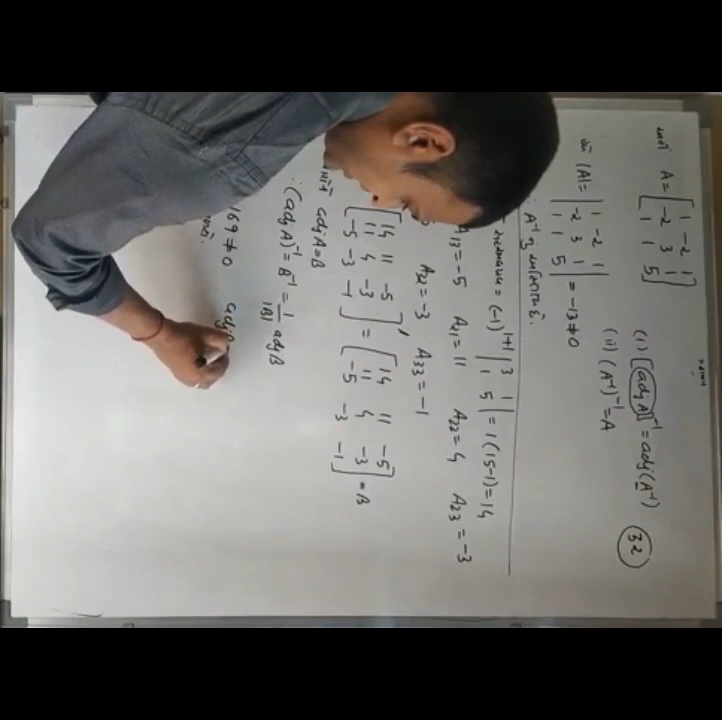 A = [1 -2 1
-2 3 1
1 1 5]
(i) [adj A]⁻¹ = adj(A⁻¹)
(ii) (A⁻¹)⁻¹ = A
32
|A| = |1 -2 1
-2 3 1
1 1 5| = -13 ≠ 0
A⁻¹
= (-1)¹⁺¹ |3 1
1 5| = 1(15-1) = 14
A₁₃ = -5 A₂₁ = 11 A₂₂ = 4 A₂₃ = -3
A₃₂ = -3 A₃₃ = -1
[14 11 -5
11 4 -3
-5 -3 -1]' = [14 11 -5
11 4 -3
-5 -3 -1] = B
adj A = B
∴ (adj A)⁻¹ = B⁻¹ = 1/|B| adj B
169 ≠ 0